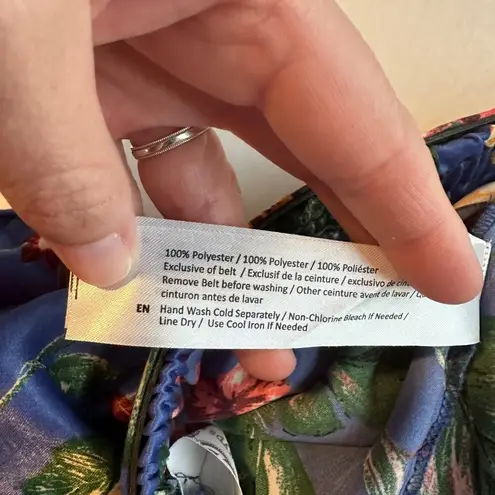 100% Polyester / 100% Polyester / 100% Poliéster
Exclusive of belt / Exclusif de la ceinture / exclusivo de
Remove Belt before washing / Other ceinture avent de lavar /
cinturon antes de lavar
EN Hand Wash Cold Separately / Non-Chlorine Bleach If Needed /
Line Dry / Use Cool Iron If Needed